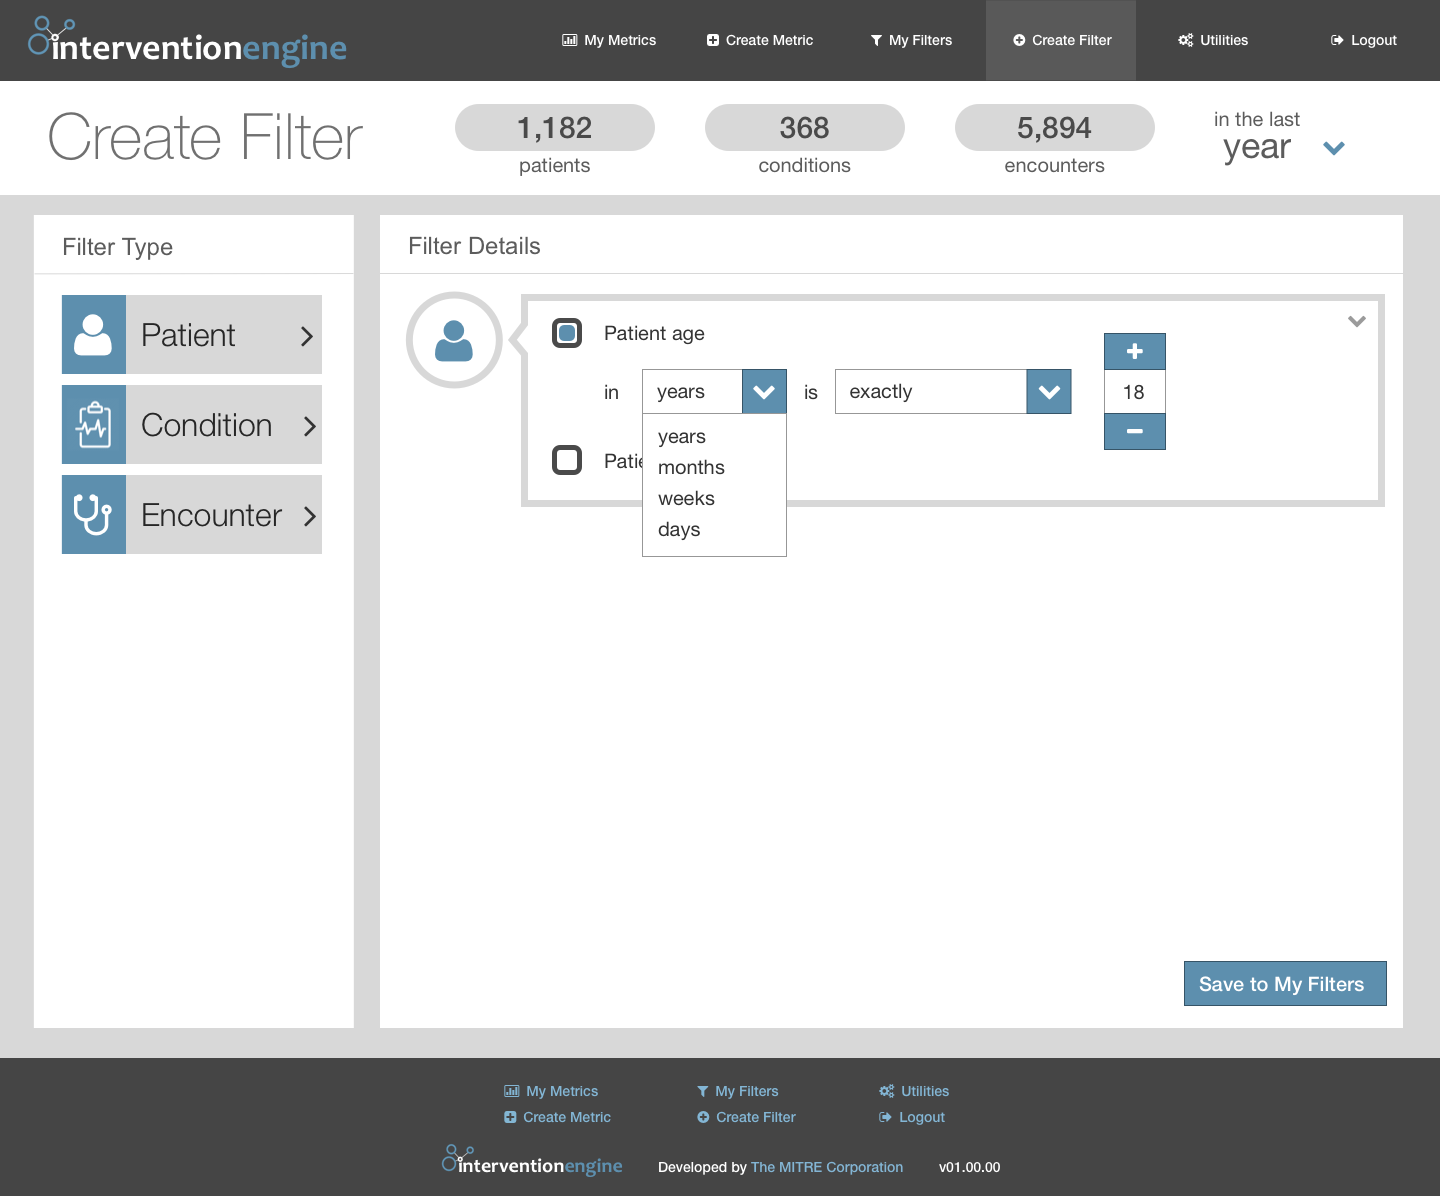 interventionengine
My Metrics
Create Metric
My Filters
Create Filter
Utilities
Logout
Create Filter
1,182
patients
368
conditions
5,894
encounters
in the last
year
Filter Type
Patient
Condition
Encounter
Filter Details
Patient age
in years is exactly 18
years
months
weeks
days
Save to My Filters
My Metrics
My Filters
Utilities
Create Metric
Create Filter
Logout
interventionengine
Developed by The MITRE Corporation
v01.00.00